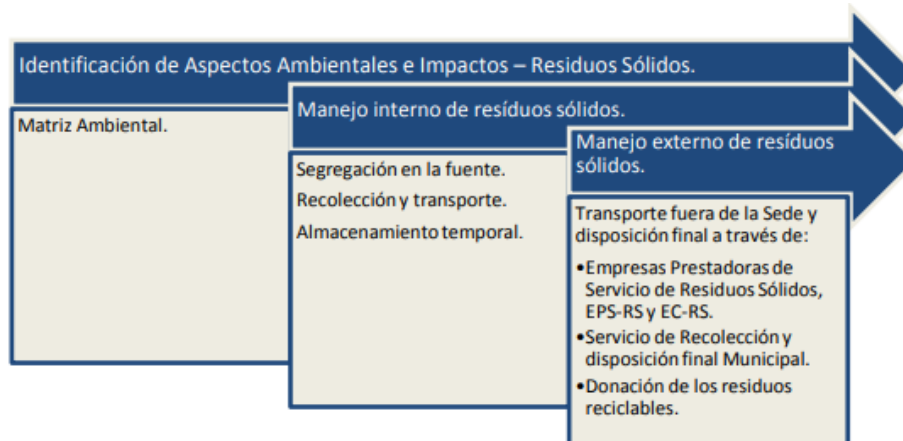 Identificación de Aspectos Ambientales e Impactos – Residuos Sólidos.
Matriz Ambiental.
Manejo interno de resíduos sólidos.
Segregación en la fuente.
Recolección y transporte.
Almacenamiento temporal.
Manejo externo de resíduos
sólidos.
Transporte fuera de la Sede y
disposición final a través de:
•Empresas Prestadoras de
Servicio de Residuos Sólidos,
EPS-RS y EC-RS.
•Servicio de Recolección y
disposición final Municipal.
•Donación de los residuos
reciclables.